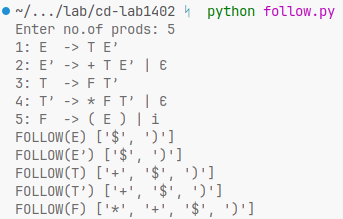 ~/.../lab/cd-lab1402 ᛋ python follow.py
Enter no.of prods: 5
1: E -> T E’
2: E’ -> + T E’ | Ɛ
3: T -> F T’
4: T’ -> * F T’ | Ɛ
5: F -> ( E ) | i
FOLLOW(E) ['$', ')']
FOLLOW(E’) ['$', ')']
FOLLOW(T) ['+', '$', ')']
FOLLOW(T’) ['+', '$', ')']
FOLLOW(F) ['*', '+', '$', ')']